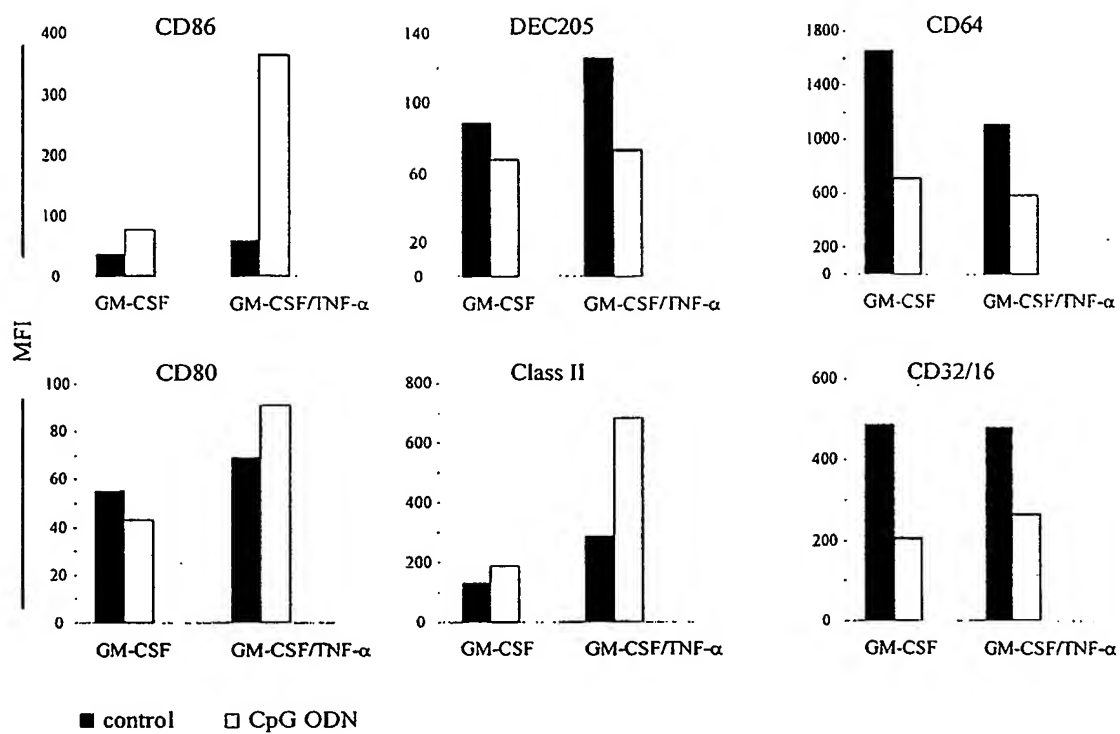 CD86
400
300
400
100
0
GM-CSF
GM-CSF/TNF-α
DEC205
140
100
60
20
0
GM-CSF
GM-CSF/TNF-α
CD64
1800
1600
1000
600
200
0
GM-CSF
GM-CSF/TNF-α
MFI
CD80
100
80
60
40
20
0
GM-CSF
GM-CSF/TNF-α
Class II
800
600
400
200
0
GM-CSF
GM-CSF/TNF-α
CD32/16
600
400
200
0
GM-CSF
GM-CSF/TNF-α
control
CpG ODN